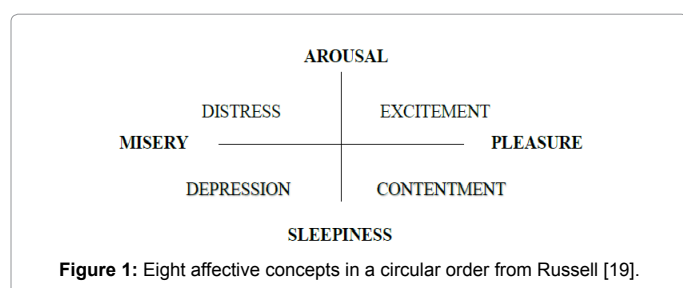 AROUSAL
DISTRESS EXCITEMENT
MISERY PLEASURE
DEPRESSION CONTENTMENT
SLEEPINESS
Figure 1: Eight affective concepts in a circular order from Russell [19].